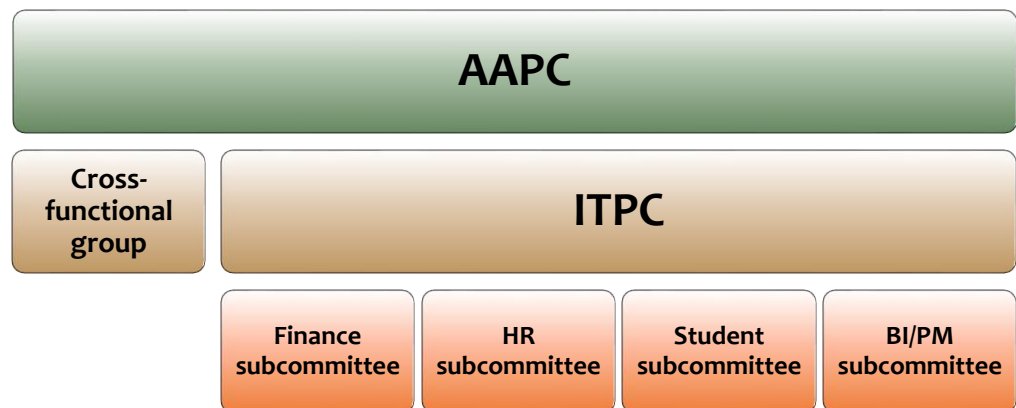 AAPC
Cross-
functional
group
ITPC
Finance
subcommittee
HR
subcommittee
Student
subcommittee
BI/PM
subcommittee